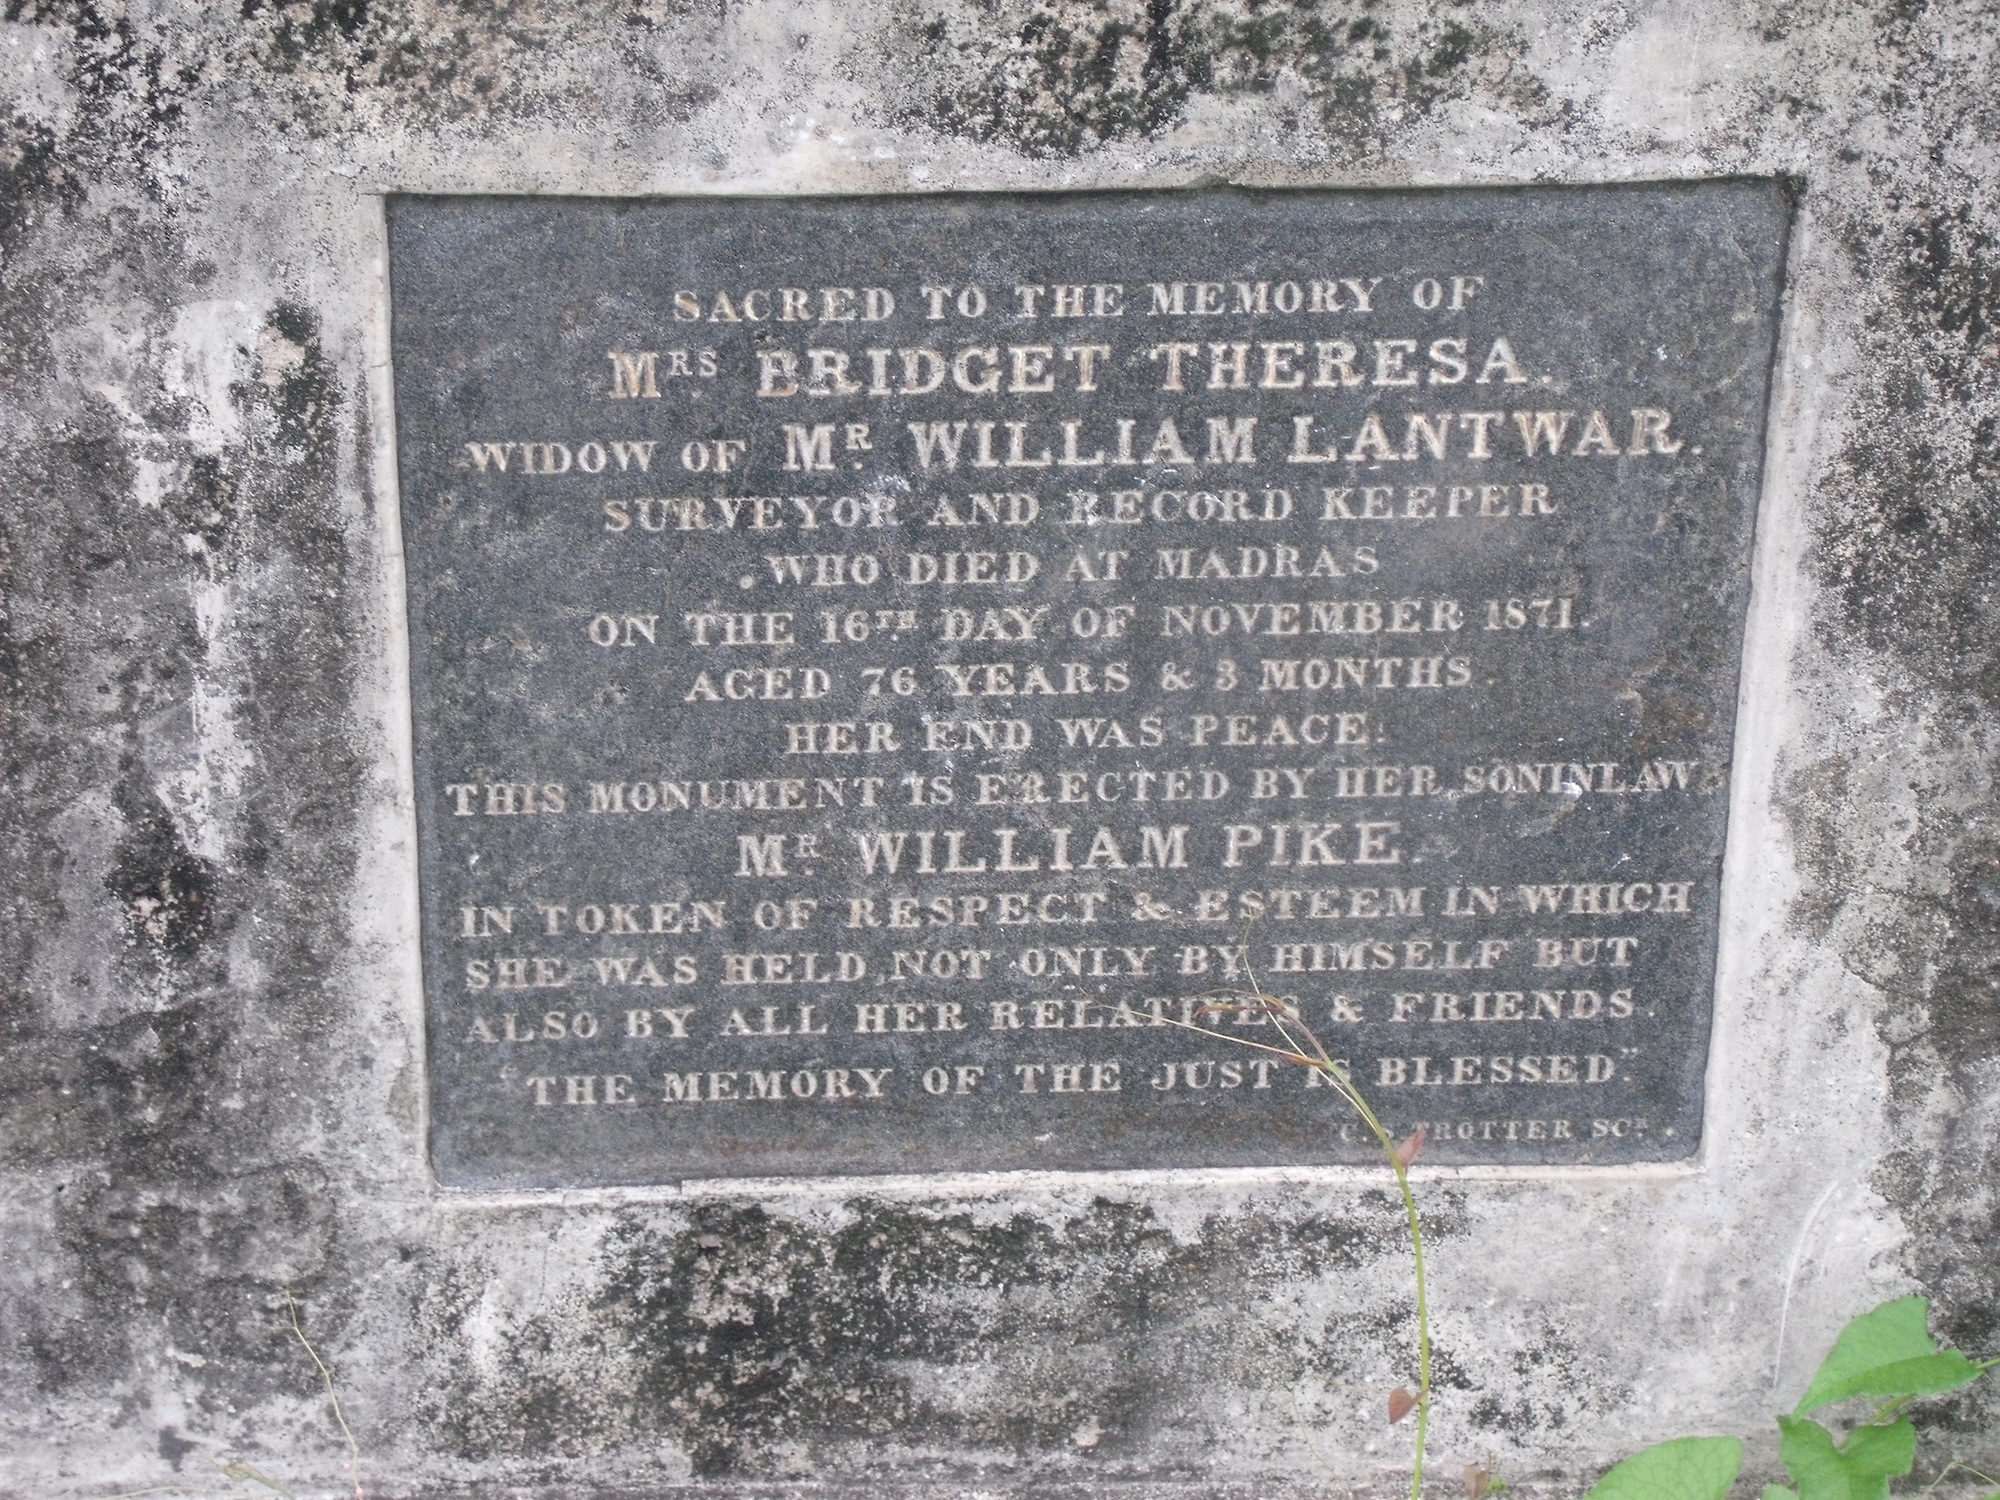 SACRED TO THE MEMORY OF
MRS. BRIDGET THERESA.
WIDOW OF MR. WILLIAM LANTWAR.
SURVEYOR AND RECORD KEEPER
WHO DIED AT MADRAS
ON THE 16TH DAY OF NOVEMBER 1871.
AGED 76 YEARS & 3 MONTHS.
HER END WAS PEACE.
THIS MONUMENT IS ERECTED BY HER SONINLAW
MR. WILLIAM PIKE.
IN TOKEN OF RESPECT & ESTEEM IN WHICH
SHE WAS HELD, NOT ONLY BY HIMSELF BUT
ALSO BY ALL HER RELATIVES & FRIENDS.
"THE MEMORY OF THE JUST IS BLESSED"
TROTTER SCR.